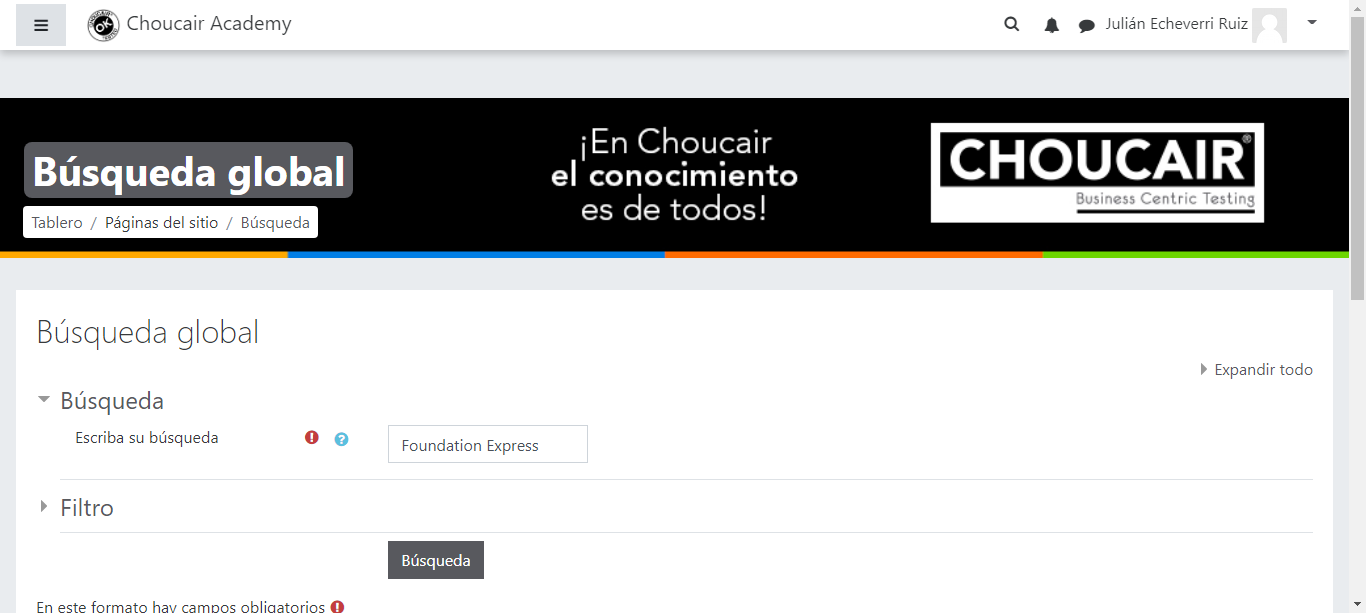 Choucair Academy
Julián Echeverri Ruiz
Búsqueda global
Tablero / Páginas del sitio / Búsqueda
¡En Choucair
el conocimiento
es de todos!
CHOUCAIR®
Business Centric Testing
Búsqueda global
Expandir todo
Búsqueda
Escriba su búsqueda
Foundation Express
Filtro
Búsqueda
En este formato hay campos obligatorios